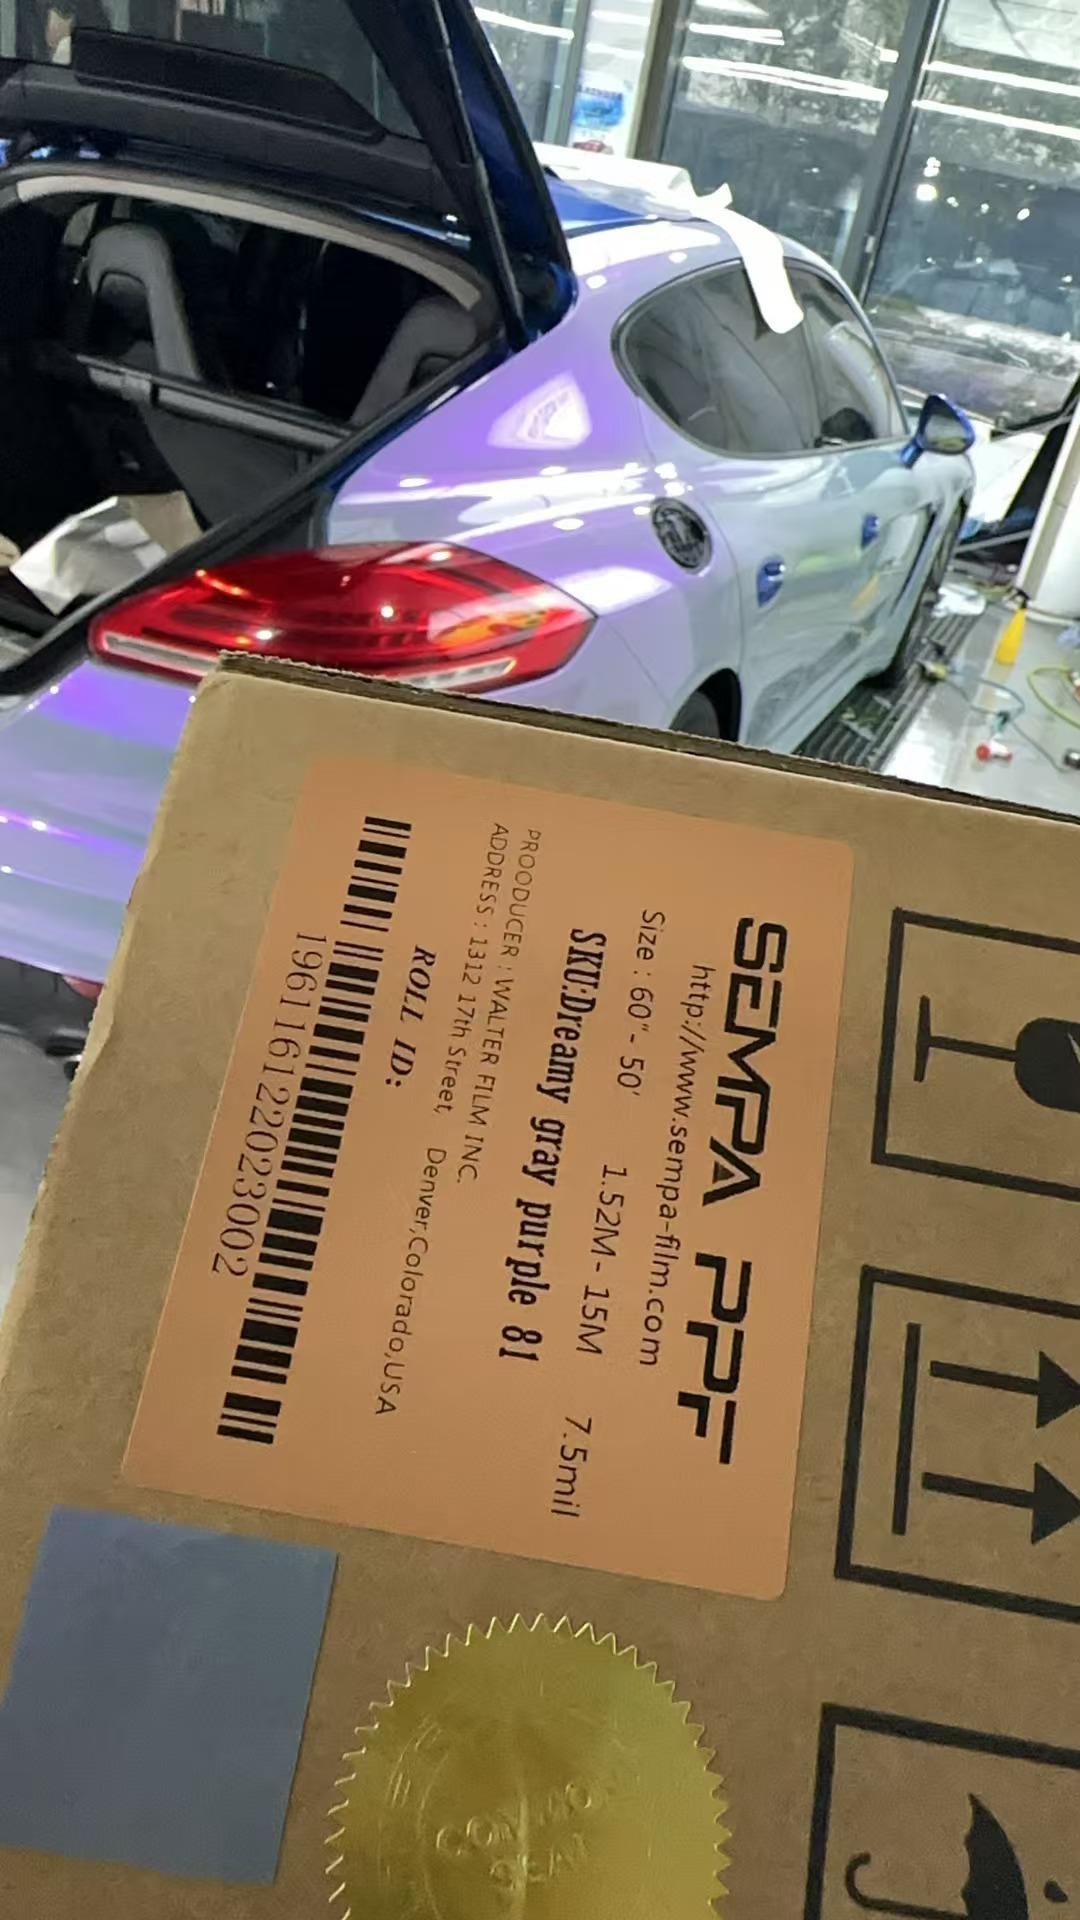 SEMPA PPF
http://www.sempa-film.com
Size : 60" - 50' 1.52M - 15M 7.5mil
SKU:Dreamy gray purple 81
PROODUCER : WALTER FILM INC.
ADDRESS : 1312 17th Street, Denver,Colorado,USA
ROLL ID:
196116122023002